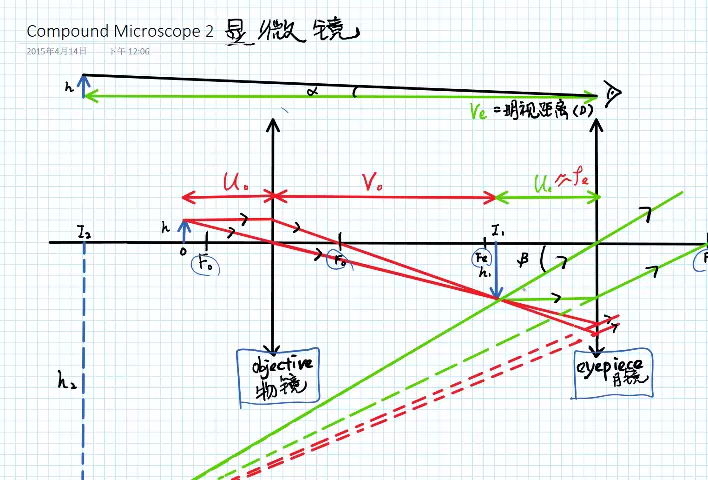 Compound Microscope 2 显微镜
2015年4月14日 下午 12:06
h
α
Ve = 明视距离(D)
U₀
V₀
Uₑ ≈ fₑ
I₂
h
I₁
O
F₀
F₀
Fe
h₁
β
F
objective
物镜
eyepiece
目镜
h₂